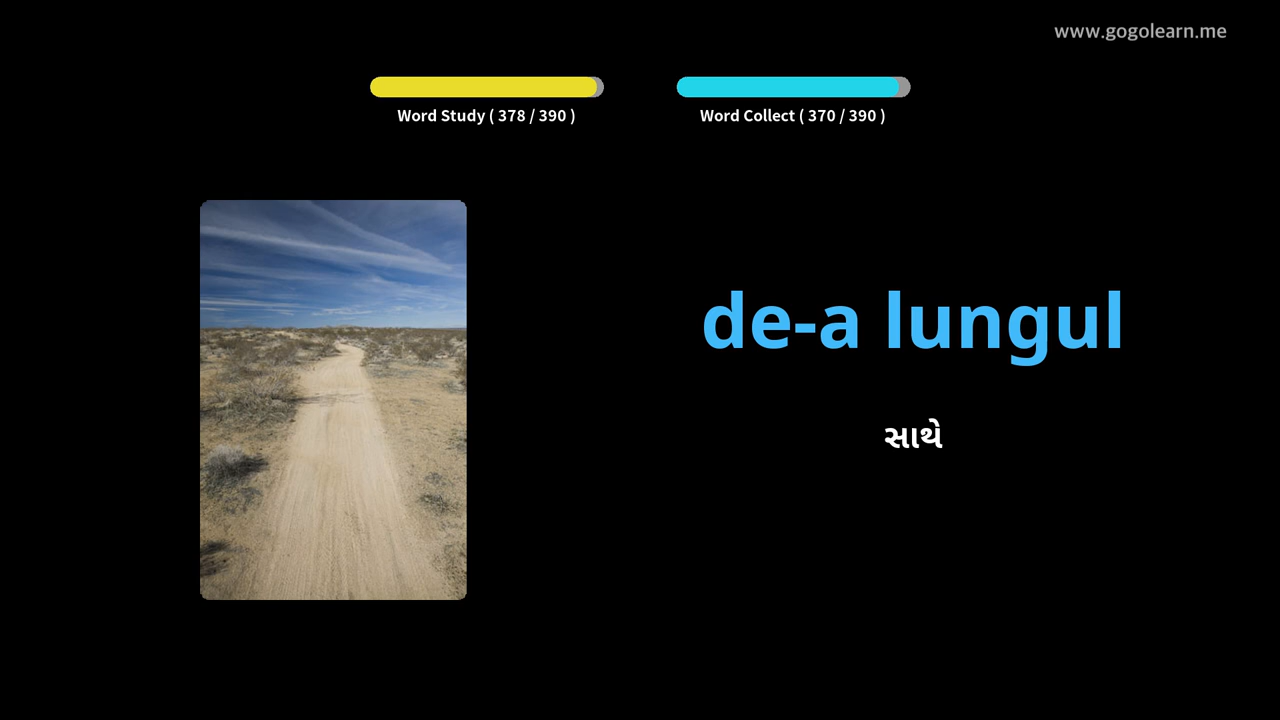 www.gogolearn.me
Word Study ( 378 / 390 )
Word Collect ( 370 / 390 )
de-a lungul
સાથે